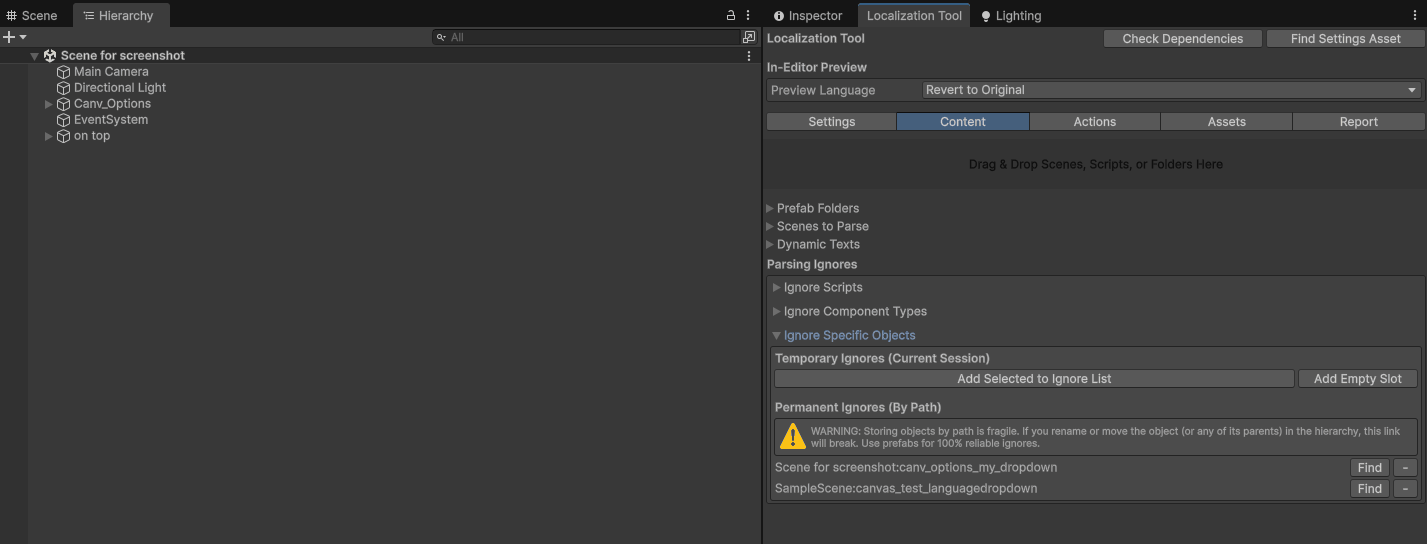 Scene Hierarchy
All
Scene for screenshot
Main Camera
Directional Light
Canv_Options
EventSystem
on top
Inspector Localization Tool Lighting
Localization Tool Check Dependencies Find Settings Asset
In-Editor Preview
Preview Language Revert to Original
Settings Content Actions Assets Report
Drag & Drop Scenes, Scripts, or Folders Here
Prefab Folders
Scenes to Parse
Dynamic Texts
Parsing Ignores
Ignore Scripts
Ignore Component Types
Ignore Specific Objects
Temporary Ignores (Current Session)
Add Selected to Ignore List Add Empty Slot
Permanent Ignores (By Path)
WARNING: Storing objects by path is fragile. If you rename or move the object (or any of its parents) in the hierarchy, this link
will break. Use prefabs for 100% reliable ignores.
Scene for screenshot:canv_options_my_dropdown Find -
SampleScene:canvas_test_languagedropdown Find -